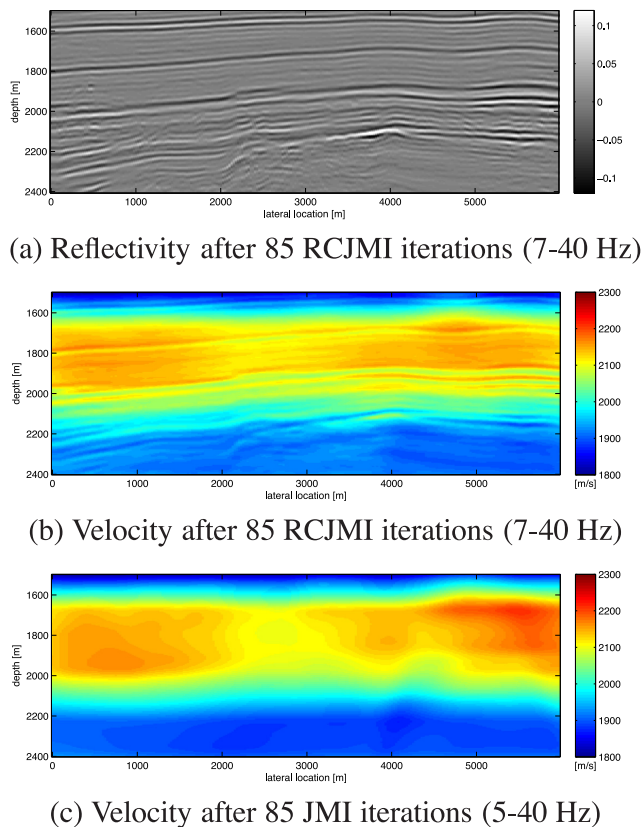 1600
1800
2000
2200
2400
depth [m]
0 1000 2000 3000 4000 5000
lateral location [m]
0.1
0.05
0
−0.05
−0.1
(a) Reflectivity after 85 RCJMI iterations (7-40 Hz)
1600
1800
2000
2200
2400
depth [m]
0 1000 2000 3000 4000 5000
lateral location [m]
2300
2200
2100
2000
1900
1800
[m/s]
(b) Velocity after 85 RCJMI iterations (7-40 Hz)
1600
1800
2000
2200
2400
depth [m]
0 1000 2000 3000 4000 5000
lateral location [m]
2300
2200
2100
2000
1900
1800
[m/s]
(c) Velocity after 85 JMI iterations (5-40 Hz)